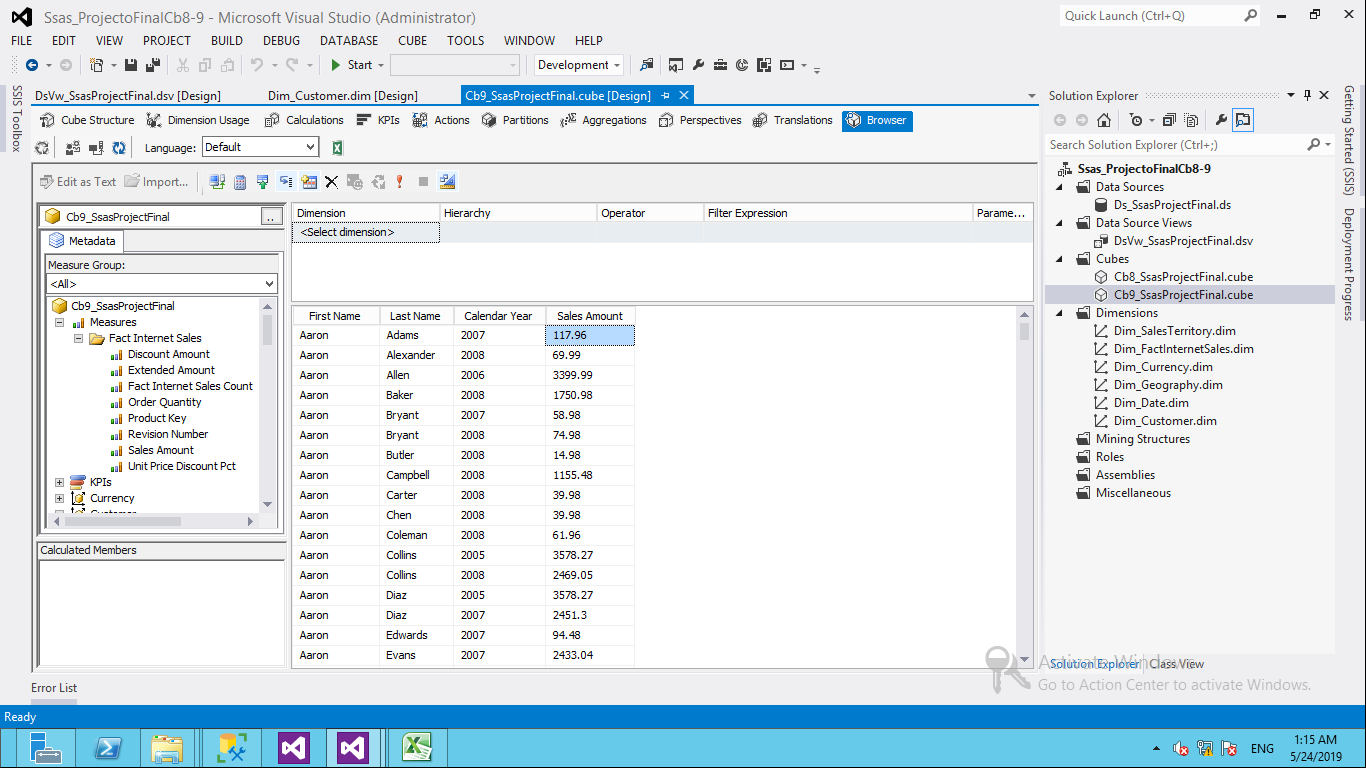 Ssas_ProjectoFinalCb8-9 - Microsoft Visual Studio (Administrator)
Quick Launch (Ctrl+Q)
FILE EDIT VIEW PROJECT BUILD DEBUG DATABASE CUBE TOOLS WINDOW HELP
Start Development
SSIS Toolbox
DsVw_SsasProjectFinal.dsv [Design] Dim_Customer.dim [Design] Cb9_SsasProjectFinal.cube [Design]
Cube Structure Dimension Usage Calculations KPIs Actions Partitions Aggregations Perspectives Translations Browser
Language: Default
Edit as Text Import...
Cb9_SsasProjectFinal ..
Metadata
Measure Group:
<All>
Cb9_SsasProjectFinal
Measures
Fact Internet Sales
Discount Amount
Extended Amount
Fact Internet Sales Count
Order Quantity
Product Key
Revision Number
Sales Amount
Unit Price Discount Pct
KPIs
Currency
Customer
Calculated Members
Dimension Hierarchy Operator Filter Expression Parame...
<Select dimension>
First Name Last Name Calendar Year Sales Amount
Aaron Adams 2007 117.96
Aaron Alexander 2008 69.99
Aaron Allen 2006 3399.99
Aaron Baker 2008 1750.98
Aaron Bryant 2007 58.98
Aaron Bryant 2008 74.98
Aaron Butler 2008 14.98
Aaron Campbell 2008 1155.48
Aaron Carter 2008 39.98
Aaron Chen 2008 39.98
Aaron Coleman 2008 61.96
Aaron Collins 2005 3578.27
Aaron Collins 2008 2469.05
Aaron Diaz 2005 3578.27
Aaron Diaz 2007 2451.3
Aaron Edwards 2007 94.48
Aaron Evans 2007 2433.04
Solution Explorer
Search Solution Explorer (Ctrl+;)
Ssas_ProjectoFinalCb8-9
Data Sources
Ds_SsasProjectFinal.ds
Data Source Views
DsVw_SsasProjectFinal.dsv
Cubes
Cb8_SsasProjectFinal.cube
Cb9_SsasProjectFinal.cube
Dimensions
Dim_SalesTerritory.dim
Dim_FactInternetSales.dim
Dim_Currency.dim
Dim_Geography.dim
Dim_Date.dim
Dim_Customer.dim
Mining Structures
Roles
Assemblies
Miscellaneous
Solution Explorer Class View
Activate Windows
Go to Action Center to activate Windows.
Getting Started (SSIS)
Deployment Progress
Error List
Ready
ENG
1:15 AM
5/24/2019